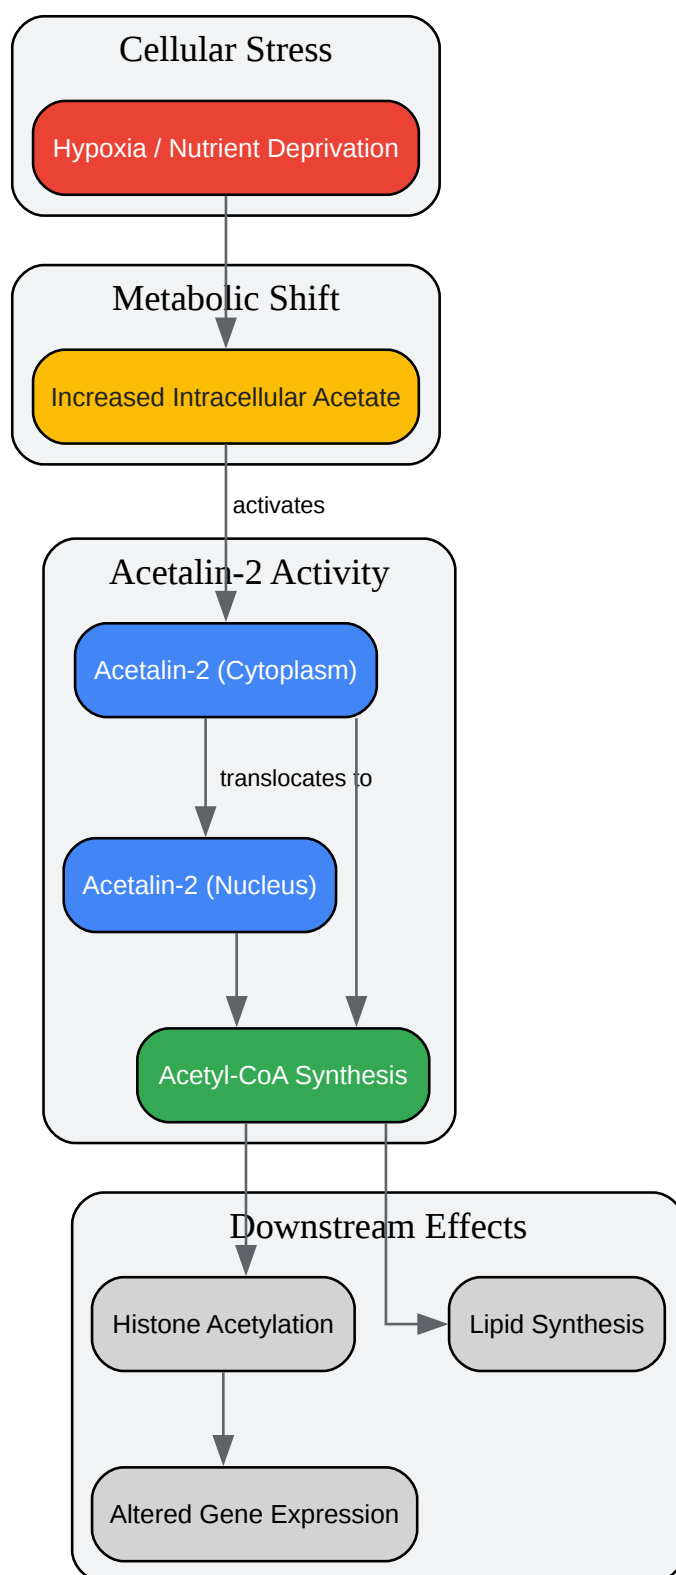 Cellular Stress
Hypoxia / Nutrient Deprivation
Metabolic Shift
Increased Intracellular Acetate
activates
Acetalin-2 Activity
Acetalin-2 (Cytoplasm)
translocates to
Acetalin-2 (Nucleus)
Acetyl-CoA Synthesis
Downstream Effects
Histone Acetylation
Lipid Synthesis
Altered Gene Expression